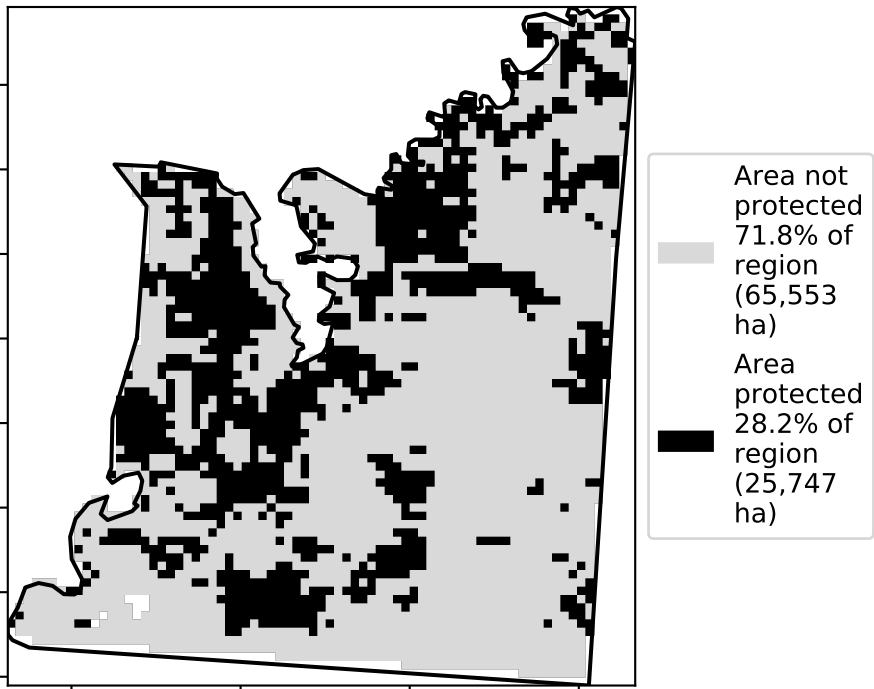 Area not
protected
71.8% of
region
(65,553
ha)
Area
protected
28.2% of
region
(25,747
ha)